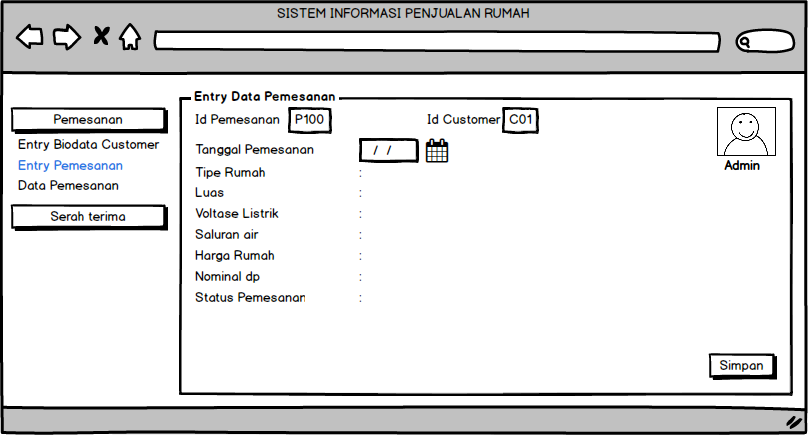 SISTEM INFORMASI PENJUALAN RUMAH
Pemesanan
Entry Biodata Customer
Entry Pemesanan
Data Pemesanan
Serah terima
Entry Data Pemesanan
Id Pemesanan P100 Id Customer C01
Tanggal Pemesanan / /
Tipe Rumah :
Luas :
Voltase Listrik :
Saluran air :
Harga Rumah :
Nominal dp :
Status Pemesanan :
Admin
Simpan